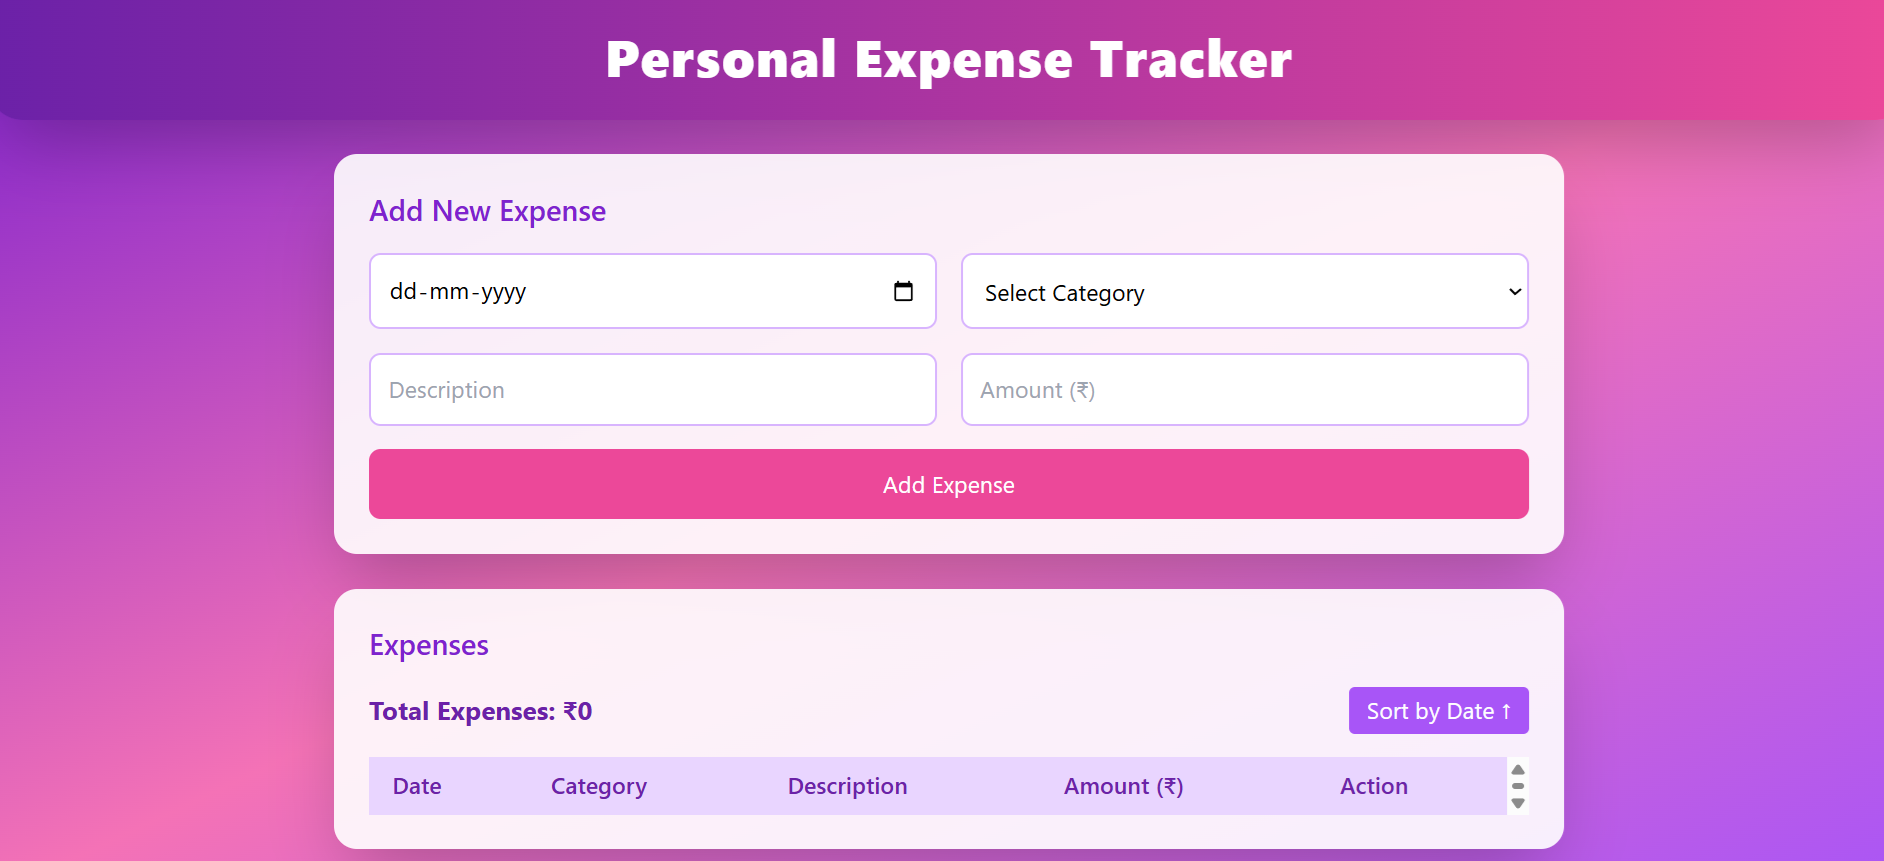 Personal Expense Tracker
Add New Expense
dd-mm-yyyy
Select Category
Description
Amount (₹)
Add Expense
Expenses
Total Expenses: ₹0
Sort by Date ↑
Date Category Description Amount (₹) Action